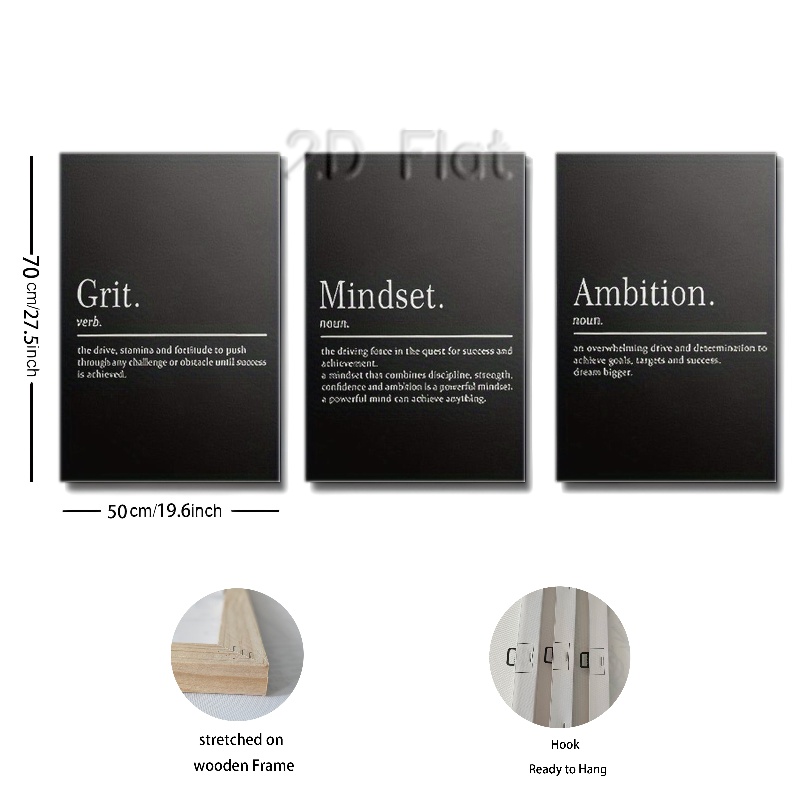 2D Flat
Grit.
verb.
the drive, stamina and fortitude to push
through any challenge or obstacle until success
is achieved.
Mindset.
noun.
the driving force in the quest for success and
achievement.
a mindset that combines discipline, strength,
confidence and ambition is a powerful mindset.
a powerful mind can achieve anything.
Ambition.
noun.
an overwhelming drive and determination to
achieve goals, targets and success.
dream bigger.
70cm/27.5inch
50cm/19.6inch
stretched on
wooden Frame
Hook
Ready to Hang